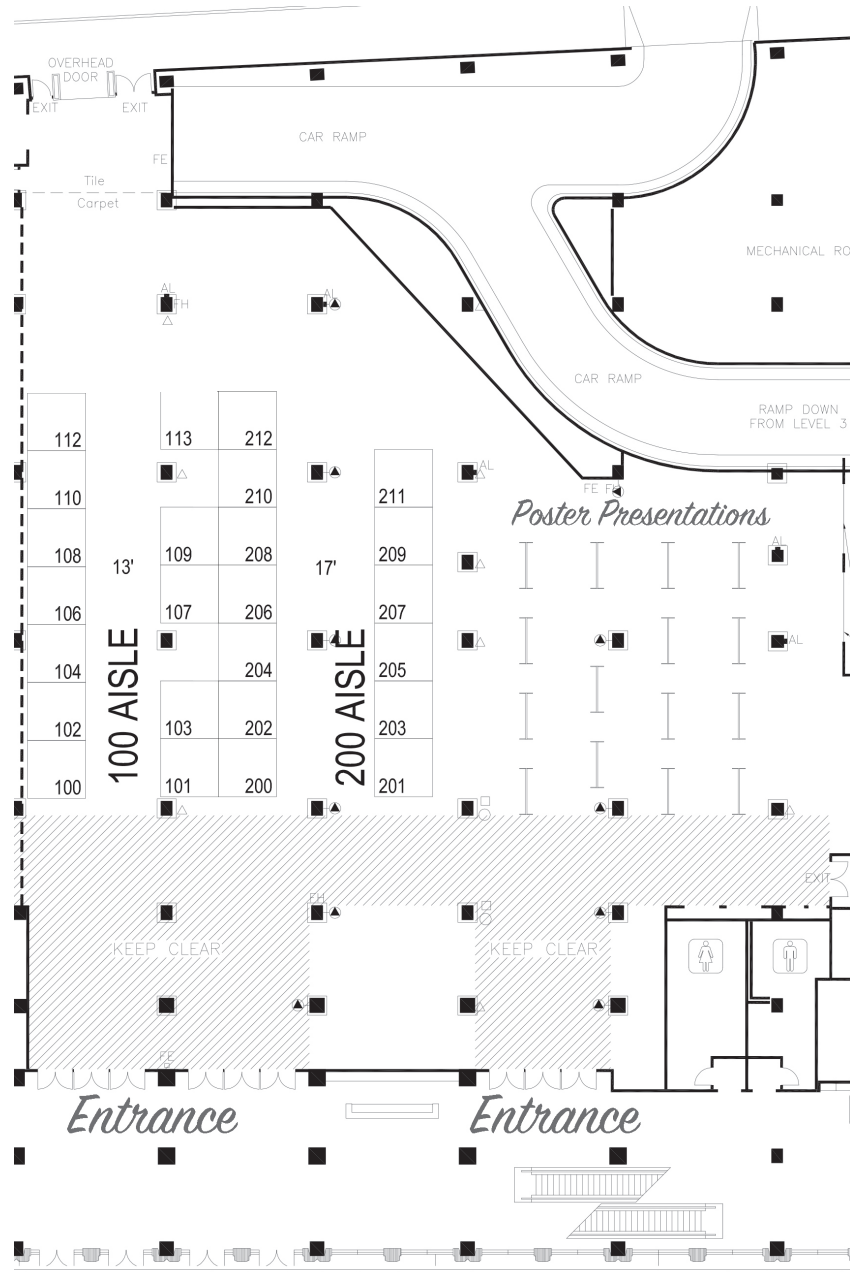 OVERHEAD
DOOR
EXIT
EXIT
CAR RAMP
FE
Tile
Carpet
MECHANICAL RO
AL
FH
AL
CAR RAMP
RAMP DOWN
FROM LEVEL 3
112
113
212
110
210
211
AL
FE FH
Poster Presentations
108
13'
109
208
17'
209
AL
106
107
206
207
104
204
205
AL
100 AISLE
200 AISLE
102
103
202
203
100
101
200
201
EXIT
FH
KEEP CLEAR
KEEP CLEAR
FE
Entrance
Entrance